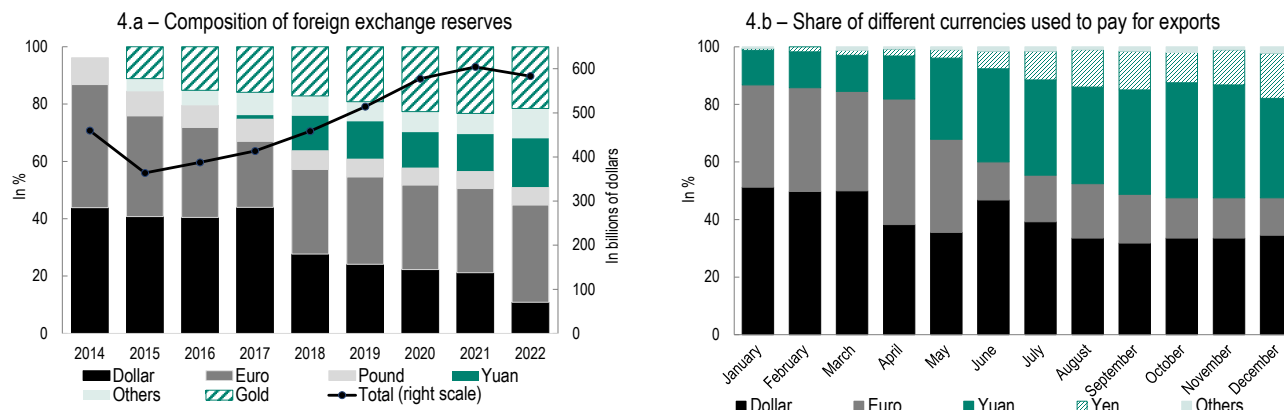 4.a – Composition of foreign exchange reserves
100
80
60
40
20
0
In %
600
500
400
300
200
100
0
In billions of dollars
2014 2015 2016 2017 2018 2019 2020 2021 2022
Dollar Euro Pound Yuan
Others Gold Total (right scale)
4.b – Share of different currencies used to pay for exports
100
80
60
40
20
0
In %
January February March April May June July August September October November December
Dollar Euro Yuan Yen Others